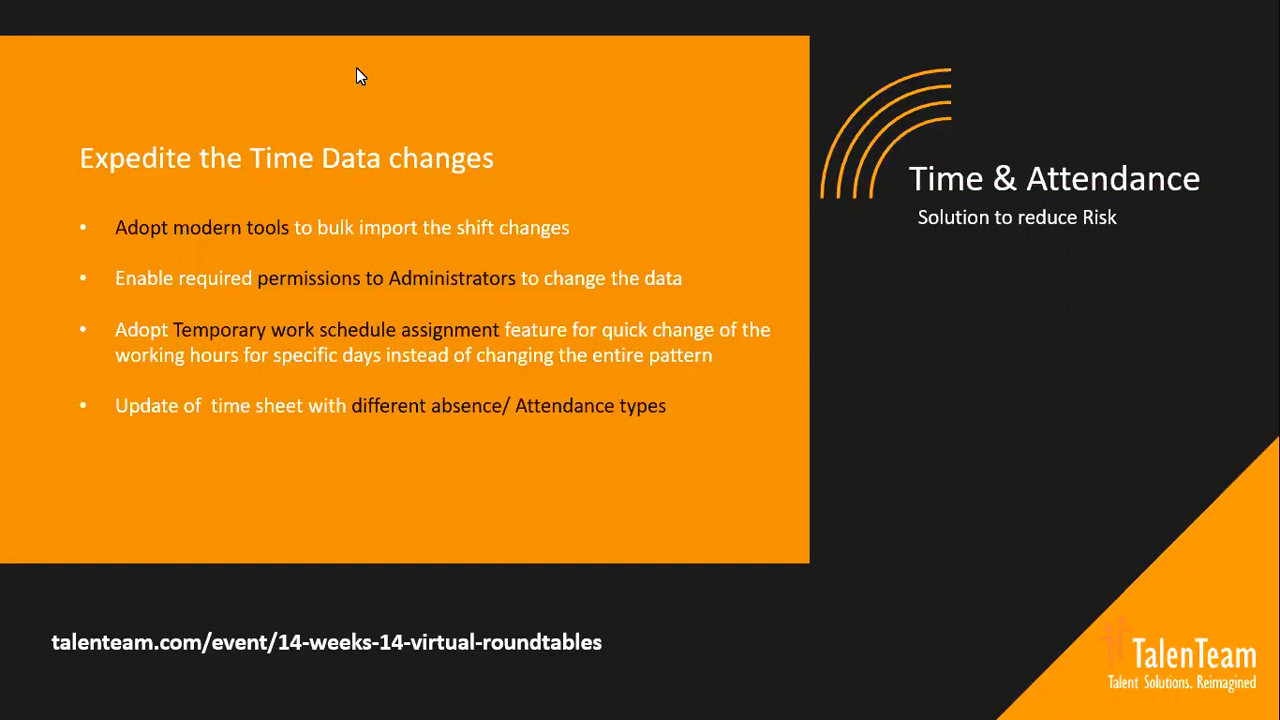 Expedite the Time Data changes
• Adopt modern tools to bulk import the shift changes
• Enable required permissions to Administrators to change the data
• Adopt Temporary work schedule assignment feature for quick change of the
working hours for specific days instead of changing the entire pattern
• Update of  time sheet with different absence/ Attendance types
Time & Attendance
Solution to reduce Risk
talenteam.com/event/14-weeks-14-virtual-roundtables
TalenTeam
Talent Solutions, Reimagined